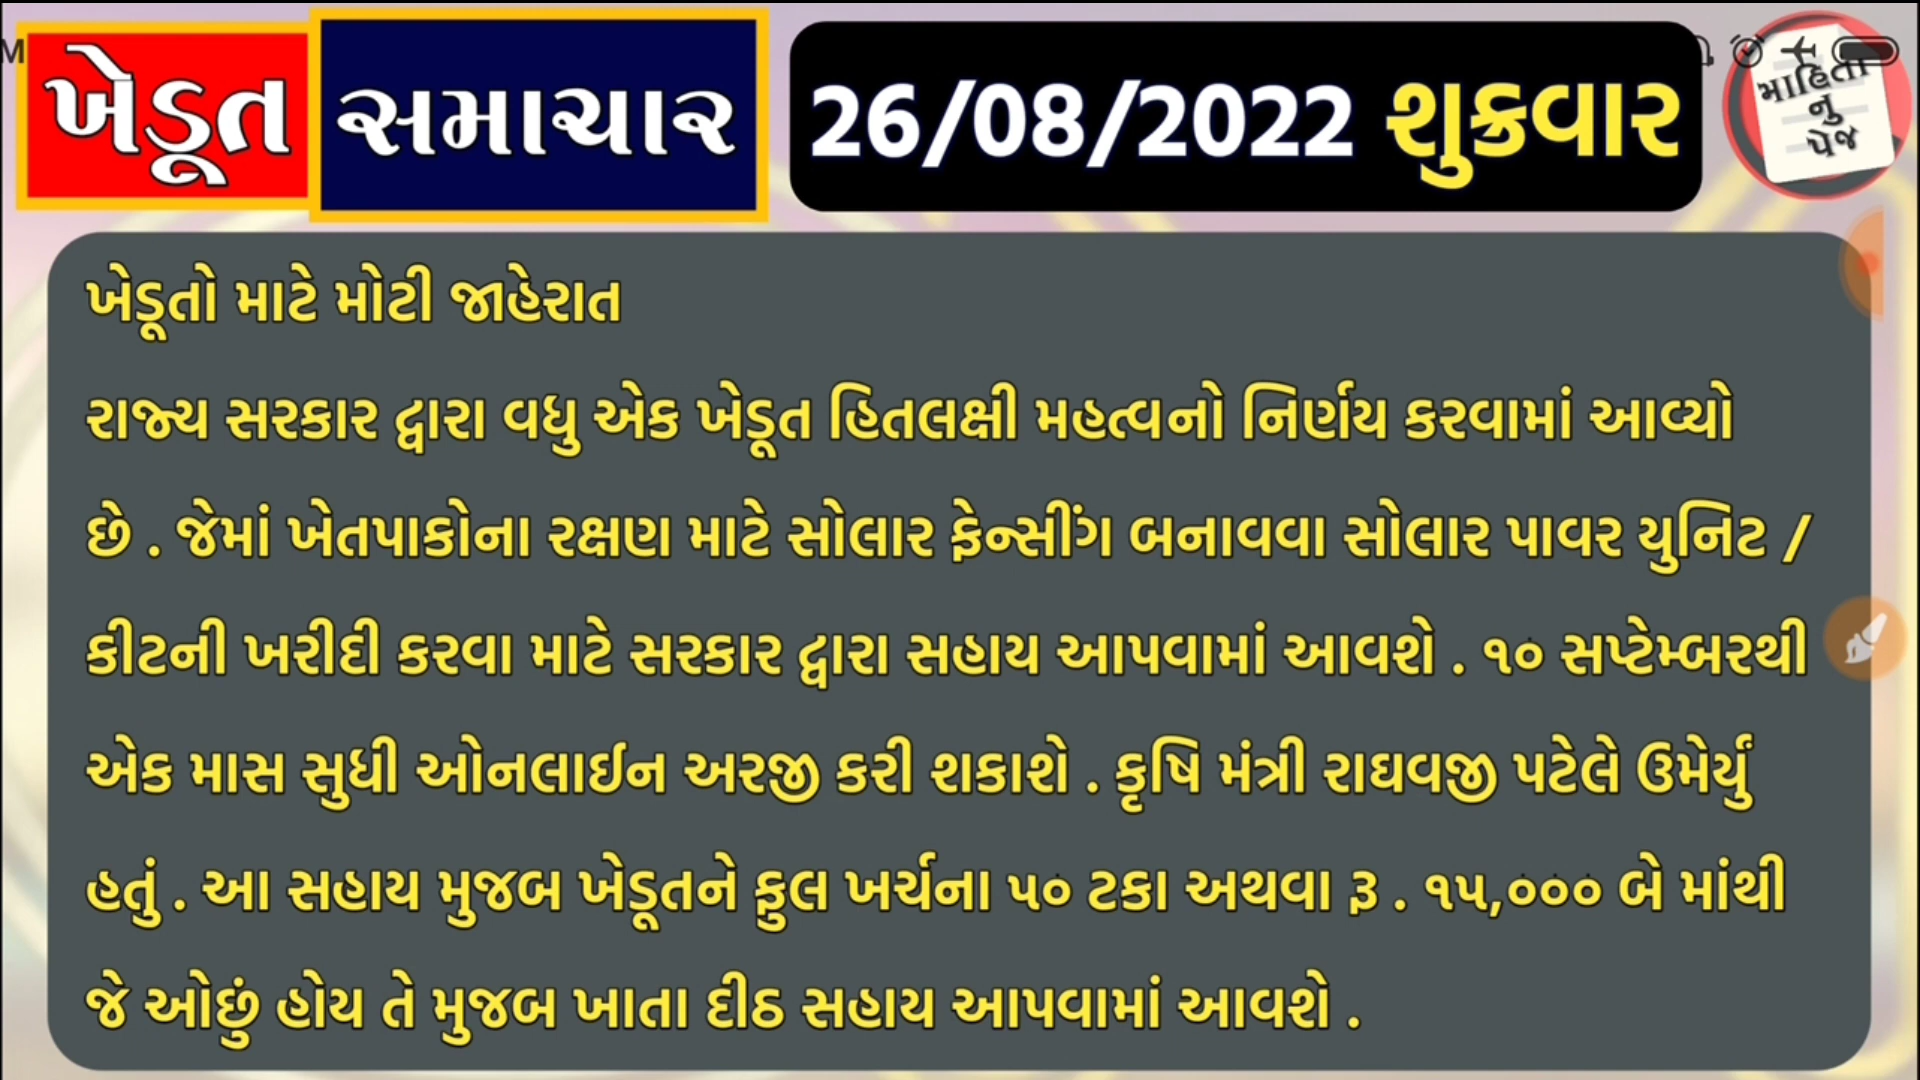 ખેડૂત સમાચાર 26/08/2022 શુક્રવાર
માહિતી
નુ
પેજ
ખેડૂતો માટે મોટી જાહેરાત
રાજ્ય સરકાર દ્વારા વધુ એક ખેડૂત હિતલક્ષી મહત્વનો નિર્ણય કરવામાં આવ્યો
છે . જેમાં ખેતપાકોના રક્ષણ માટે સોલાર ફેન્સીંગ બનાવવા સોલાર પાવર યુનિટ /
કીટની ખરીદી કરવા માટે સરકાર દ્વારા સહાય આપવામાં આવશે . ૧૦ સપ્ટેમ્બરથી
એક માસ સુધી ઓનલાઈન અરજી કરી શકાશે . કૃષિ મંત્રી રાઘવજી પટેલે ઉમેર્યું
હતું . આ સહાય મુજબ ખેડૂતને કુલ ખર્ચના ૫૦ ટકા અથવા રૂ . ૧૫,૦૦૦ બે માંથી
જે ઓછું હોય તે મુજબ ખાતા દીઠ સહાય આપવામાં આવશે .